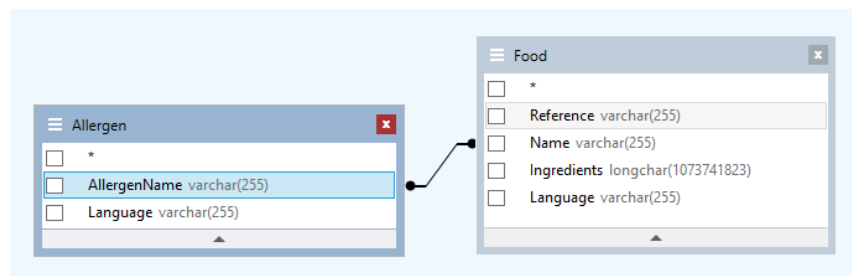 Allergen
*
AllergenName varchar(255)
Language varchar(255)
Food
*
Reference varchar(255)
Name varchar(255)
Ingredients longchar(1073741823)
Language varchar(255)